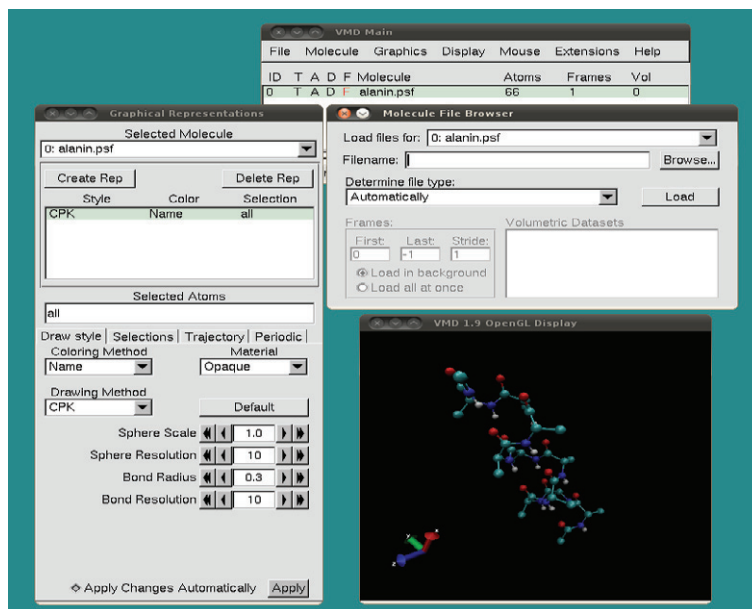 VMD Main
File Molecule Graphics Display Mouse Extensions Help
ID T A D F Molecule Atoms Frames Vol
0 T A D F alanin.psf 66 1 0
Graphical Representations
Selected Molecule
0: alanin.psf
Create Rep Delete Rep
Style Color Selection
CPK Name all
Selected Atoms
all
Draw style Selections Trajectory Periodic
Coloring Method Material
Name Opaque
Drawing Method
CPK Default
Sphere Scale 1.0
Sphere Resolution 10
Bond Radius 0.3
Bond Resolution 10
Apply Changes Automatically Apply
Molecule File Browser
Load files for: 0: alanin.psf
Filename: Browse...
Determine file type:
Automatically Load
Frames: Volumetric Datasets
First: Last: Stride:
0 -1 1
Load in background
Load all at once
VMD 1.9 OpenGL Display